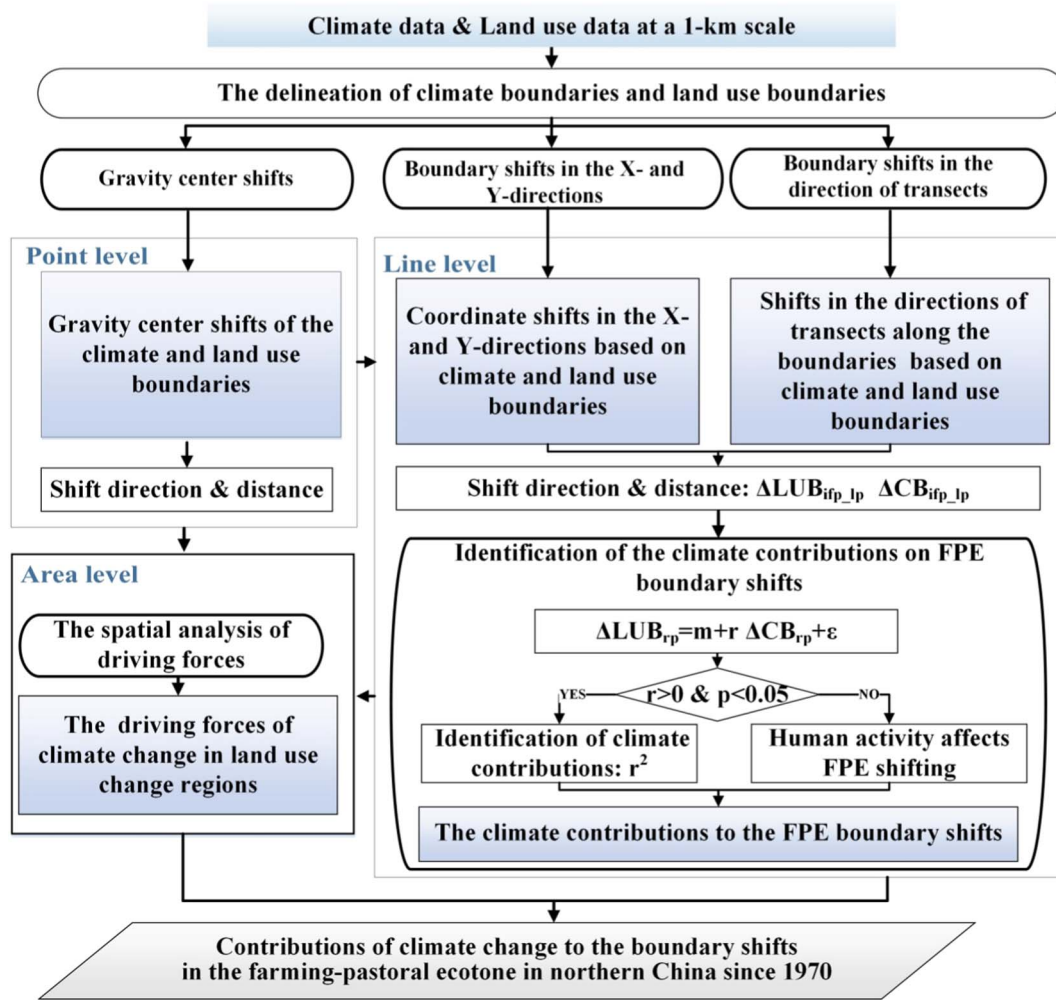 Climate data & Land use data at a 1-km scale
The delineation of climate boundaries and land use boundaries
Gravity center shifts
Boundary shifts in the X- and
Y-directions
Boundary shifts in the
direction of transects
Point level
Gravity center shifts of the
climate and land use
boundaries
Shift direction & distance
Line level
Coordinate shifts in the X-
and Y-directions based on
climate and land use
boundaries
Shifts in the directions of
transects along the
boundaries based on
climate and land use
boundaries
Shift direction & distance: ΔLUB_ifp_lp ΔCB_ifp_lp
Area level
The spatial analysis of
driving forces
The driving forces of
climate change in land use
change regions
Identification of the climate contributions on FPE
boundary shifts
ΔLUB_rp=m+r ΔCB_rp+ε
r>0 & p<0.05
YES
NO
Identification of climate
contributions: r²
Human activity affects
FPE shifting
The climate contributions to the FPE boundary shifts
Contributions of climate change to the boundary shifts
in the farming-pastoral ecotone in northern China since 1970